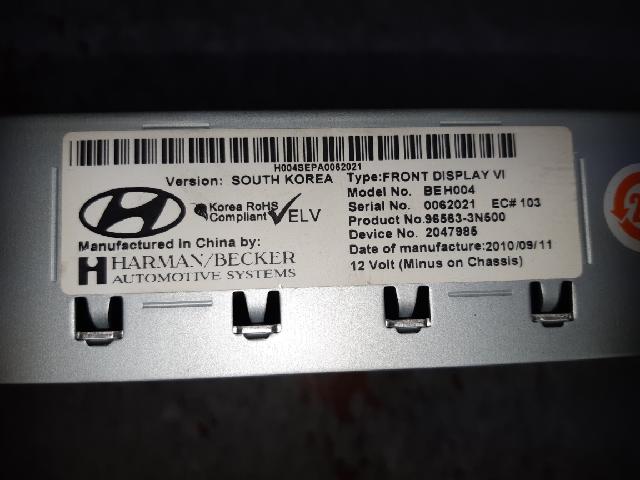 H004SEPA0062021
Version: SOUTH KOREA
Korea RoHS
Compliant
ELV
Manufactured in China by:
HARMAN/BECKER
AUTOMOTIVE SYSTEMS
Type:FRONT DISPLAY VI
Model No. BEH004
Serial No. 0062021 EC# 103
Product No.96563-3N500
Device No. 2047985
Date of manufacture:2010/09/11
12 Volt (Minus on Chassis)